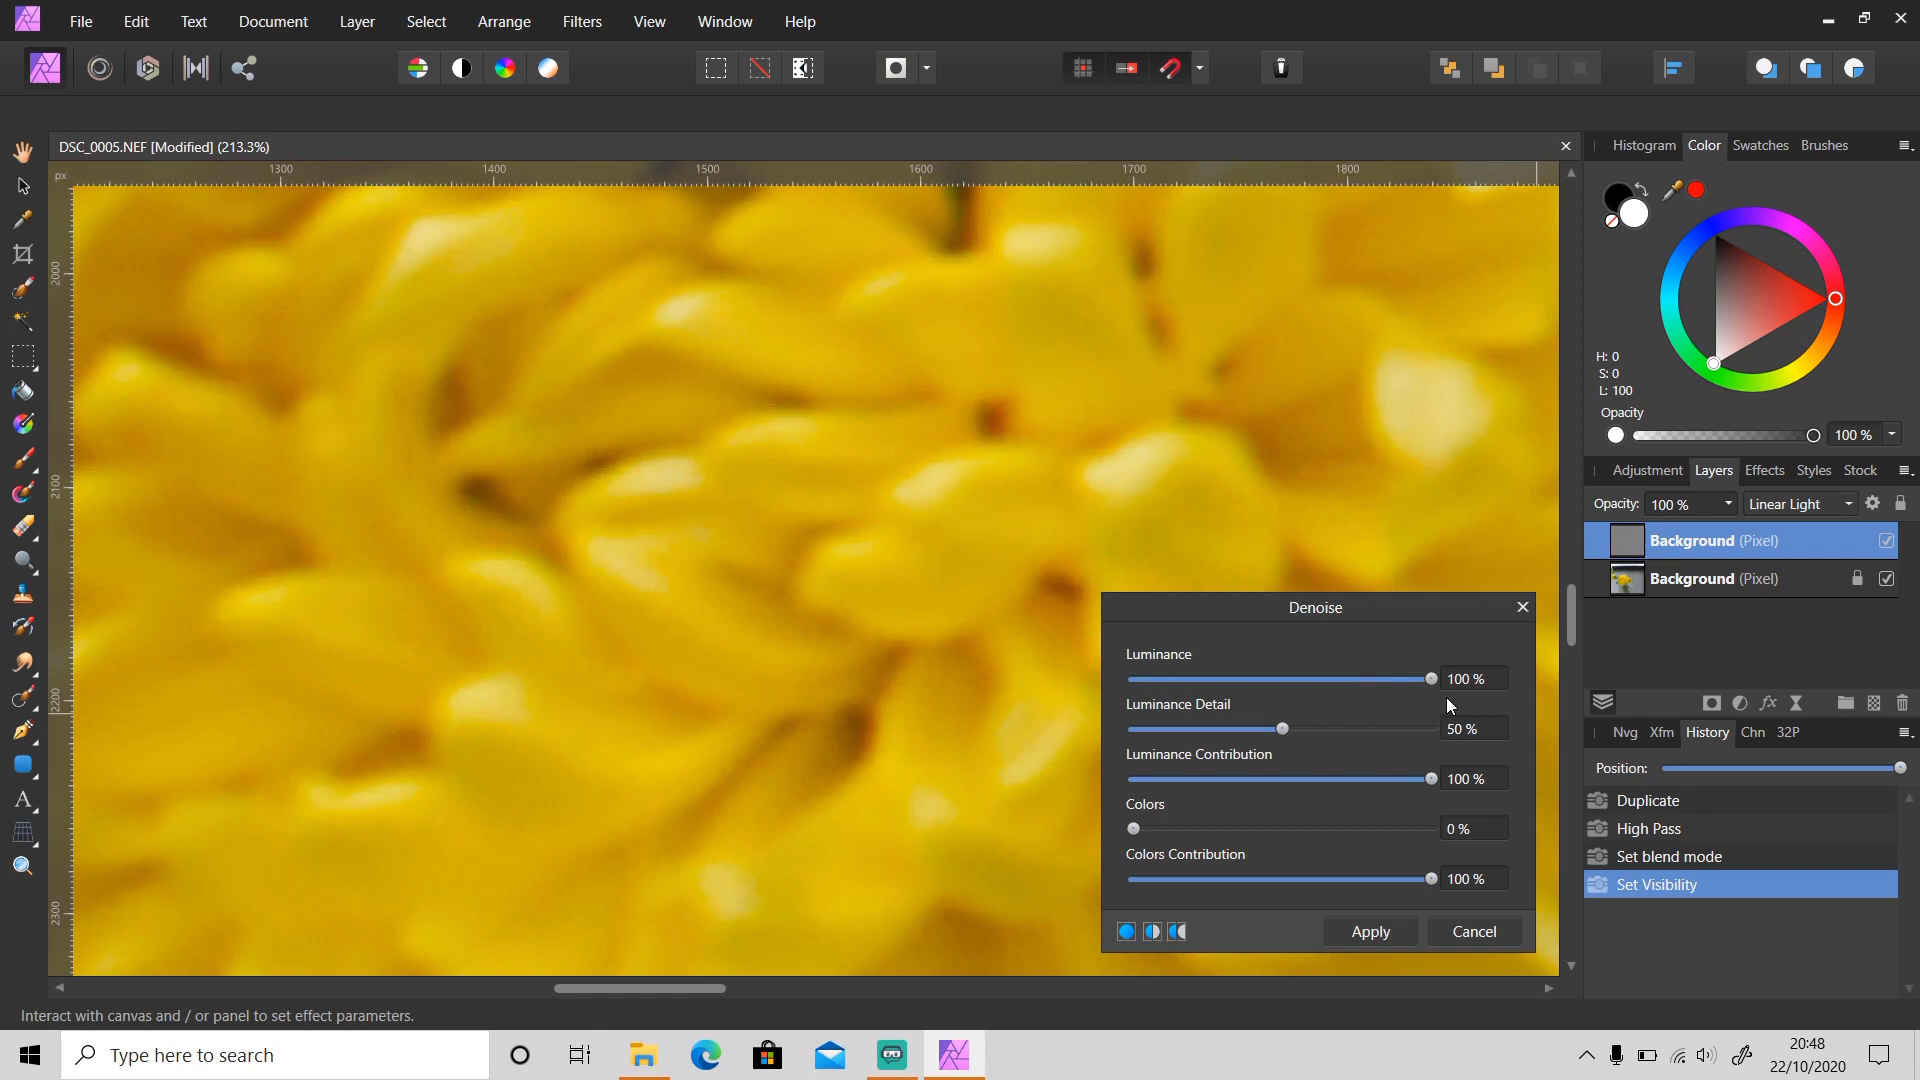 File Edit Text Document Layer Select Arrange Filters View Window Help
DSC_0005.NEF [Modified] (213.3%)
Histogram Color Swatches Brushes
px 1300 1400 1500 1600 1700 1800
2000
2100
2200
2300
H: 0
S: 0
L: 100
Opacity
100 %
Adjustment Layers Effects Styles Stock
Opacity: 100 % Linear Light
Background (Pixel)
Background (Pixel)
Nvg Xfm History Chn 32P
Position:
Duplicate
High Pass
Set blend mode
Set Visibility
Denoise
Luminance
100 %
Luminance Detail
50 %
Luminance Contribution
100 %
Colors
0 %
Colors Contribution
100 %
Apply Cancel
Interact with canvas and / or panel to set effect parameters.
Type here to search
20:48
22/10/2020